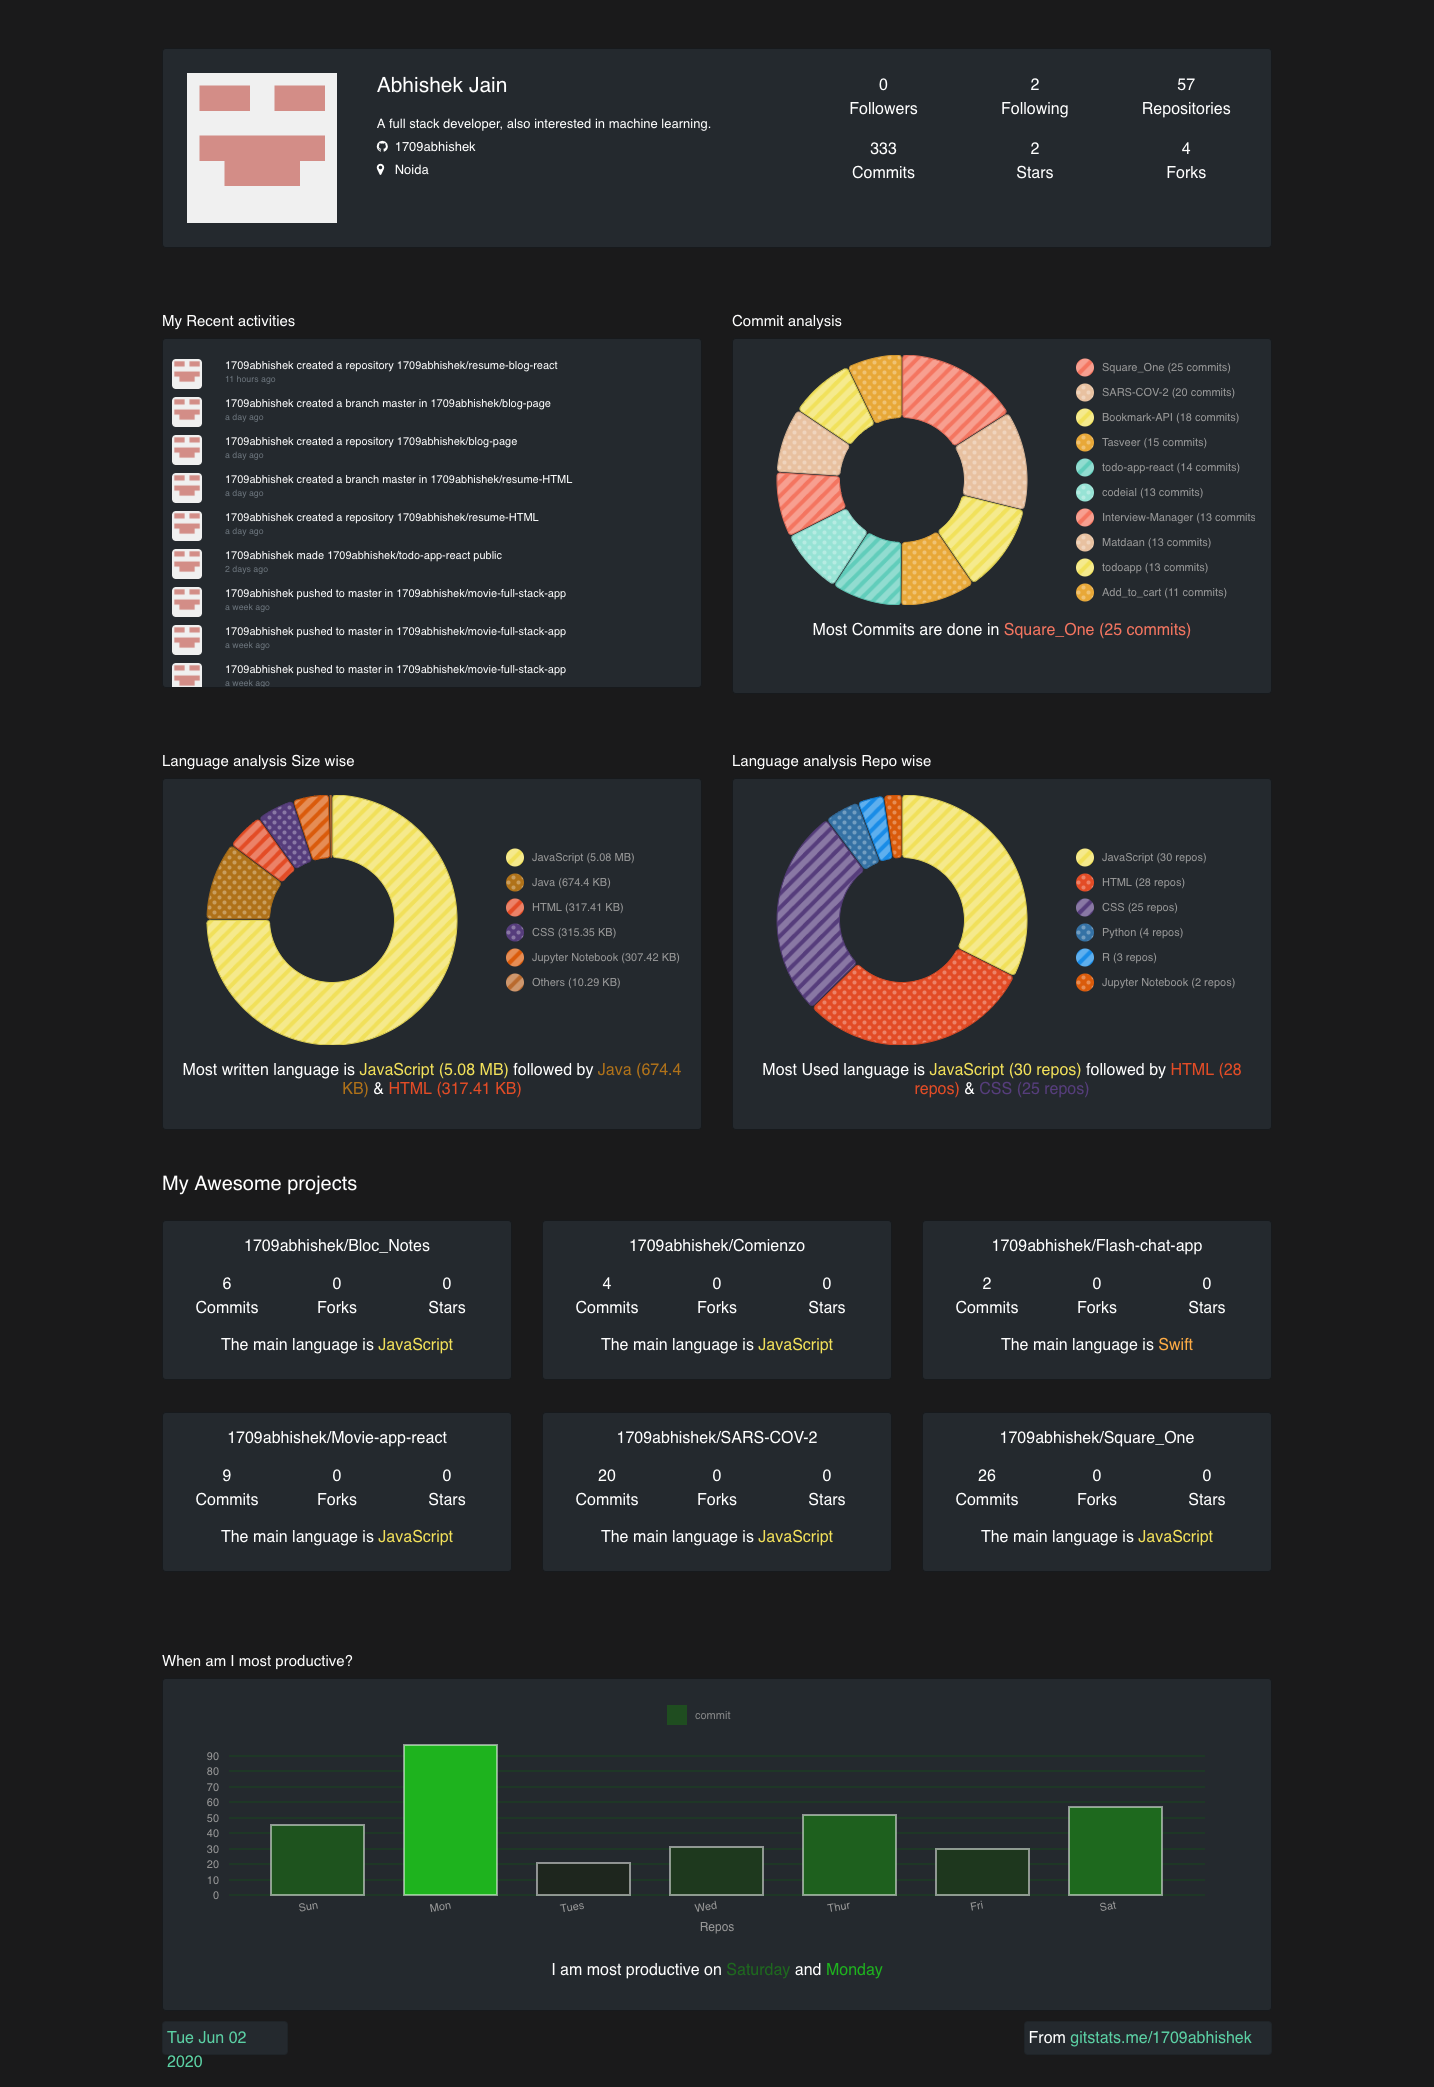 Abhishek Jain
A full stack developer, also interested in machine learning.
1709abhishek
Noida
0 2 57
Followers Following Repositories
333 2 4
Commits Stars Forks
My Recent activities
1709abhishek created a repository 1709abhishek/resume-blog-react
11 hours ago
1709abhishek created a branch master in 1709abhishek/blog-page
a day ago
1709abhishek created a repository 1709abhishek/blog-page
a day ago
1709abhishek created a branch master in 1709abhishek/resume-HTML
a day ago
1709abhishek created a repository 1709abhishek/resume-HTML
a day ago
1709abhishek made 1709abhishek/todo-app-react public
2 days ago
1709abhishek pushed to master in 1709abhishek/movie-full-stack-app
a week ago
1709abhishek pushed to master in 1709abhishek/movie-full-stack-app
a week ago
1709abhishek pushed to master in 1709abhishek/movie-full-stack-app
a week ago
Commit analysis
Square_One (25 commits)
SARS-COV-2 (20 commits)
Bookmark-API (18 commits)
Tasveer (15 commits)
todo-app-react (14 commits)
codeial (13 commits)
Interview-Manager (13 commits
Matdaan (13 commits)
todoapp (13 commits)
Add_to_cart (11 commits)
Most Commits are done in Square_One (25 commits)
Language analysis Size wise
JavaScript (5.08 MB)
Java (674.4 KB)
HTML (317.41 KB)
CSS (315.35 KB)
Jupyter Notebook (307.42 KB)
Others (10.29 KB)
Most written language is JavaScript (5.08 MB) followed by Java (674.4
KB) & HTML (317.41 KB)
Language analysis Repo wise
JavaScript (30 repos)
HTML (28 repos)
CSS (25 repos)
Python (4 repos)
R (3 repos)
Jupyter Notebook (2 repos)
Most Used language is JavaScript (30 repos) followed by HTML (28
repos) & CSS (25 repos)
My Awesome projects
1709abhishek/Bloc_Notes
6 0 0
Commits Forks Stars
The main language is JavaScript
1709abhishek/Comienzo
4 0 0
Commits Forks Stars
The main language is JavaScript
1709abhishek/Flash-chat-app
2 0 0
Commits Forks Stars
The main language is Swift
1709abhishek/Movie-app-react
9 0 0
Commits Forks Stars
The main language is JavaScript
1709abhishek/SARS-COV-2
20 0 0
Commits Forks Stars
The main language is JavaScript
1709abhishek/Square_One
26 0 0
Commits Forks Stars
The main language is JavaScript
When am I most productive?
commit
90
80
70
60
50
40
30
20
10
0
Sun Mon Tues Wed Thur Fri Sat
Repos
I am most productive on Saturday and Monday
Tue Jun 02
2020
From gitstats.me/1709abhishek